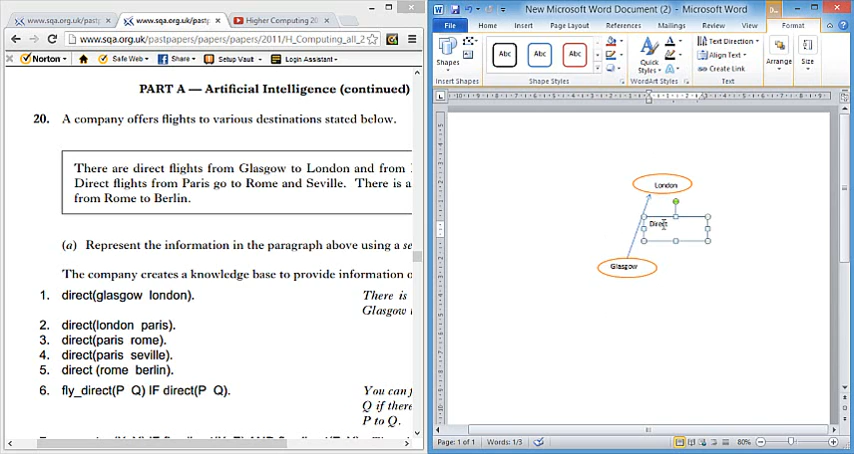 www.sqa.org.uk/past
www.sqa.org.uk/pastp
Higher Computing 20
www.sqa.org.uk/pastpapers/papers/papers/2011/H_Computing_all_2
Norton
Safe Web
Share
Setup Vault
Login Assistant
PART A — Artificial Intelligence (continued)
20. A company offers flights to various destinations stated below.
There are direct flights from Glasgow to London and from
Direct flights from Paris go to Rome and Seville. There is a
from Rome to Berlin.
(a) Represent the information in the paragraph above using a se
The company creates a knowledge base to provide information o
1. direct(glasgow london). There is
Glasgow
2. direct(london paris).
3. direct(paris rome).
4. direct(paris seville).
5. direct (rome berlin).
6. fly_direct(P Q) IF direct(P Q). You can f
Q if there
P to Q.
New Microsoft Word Document (2) - Microsoft Word
File Home Insert Page Layout References Mailings Review View Format
Shapes
Abc Abc Abc
Quick Styles
Text Direction
Align Text
Create Link
Arrange
Size
Insert Shapes Shape Styles WordArt Styles Text
London
Direct
Glasgow
Page: 1 of 1 Words: 1/3 80%